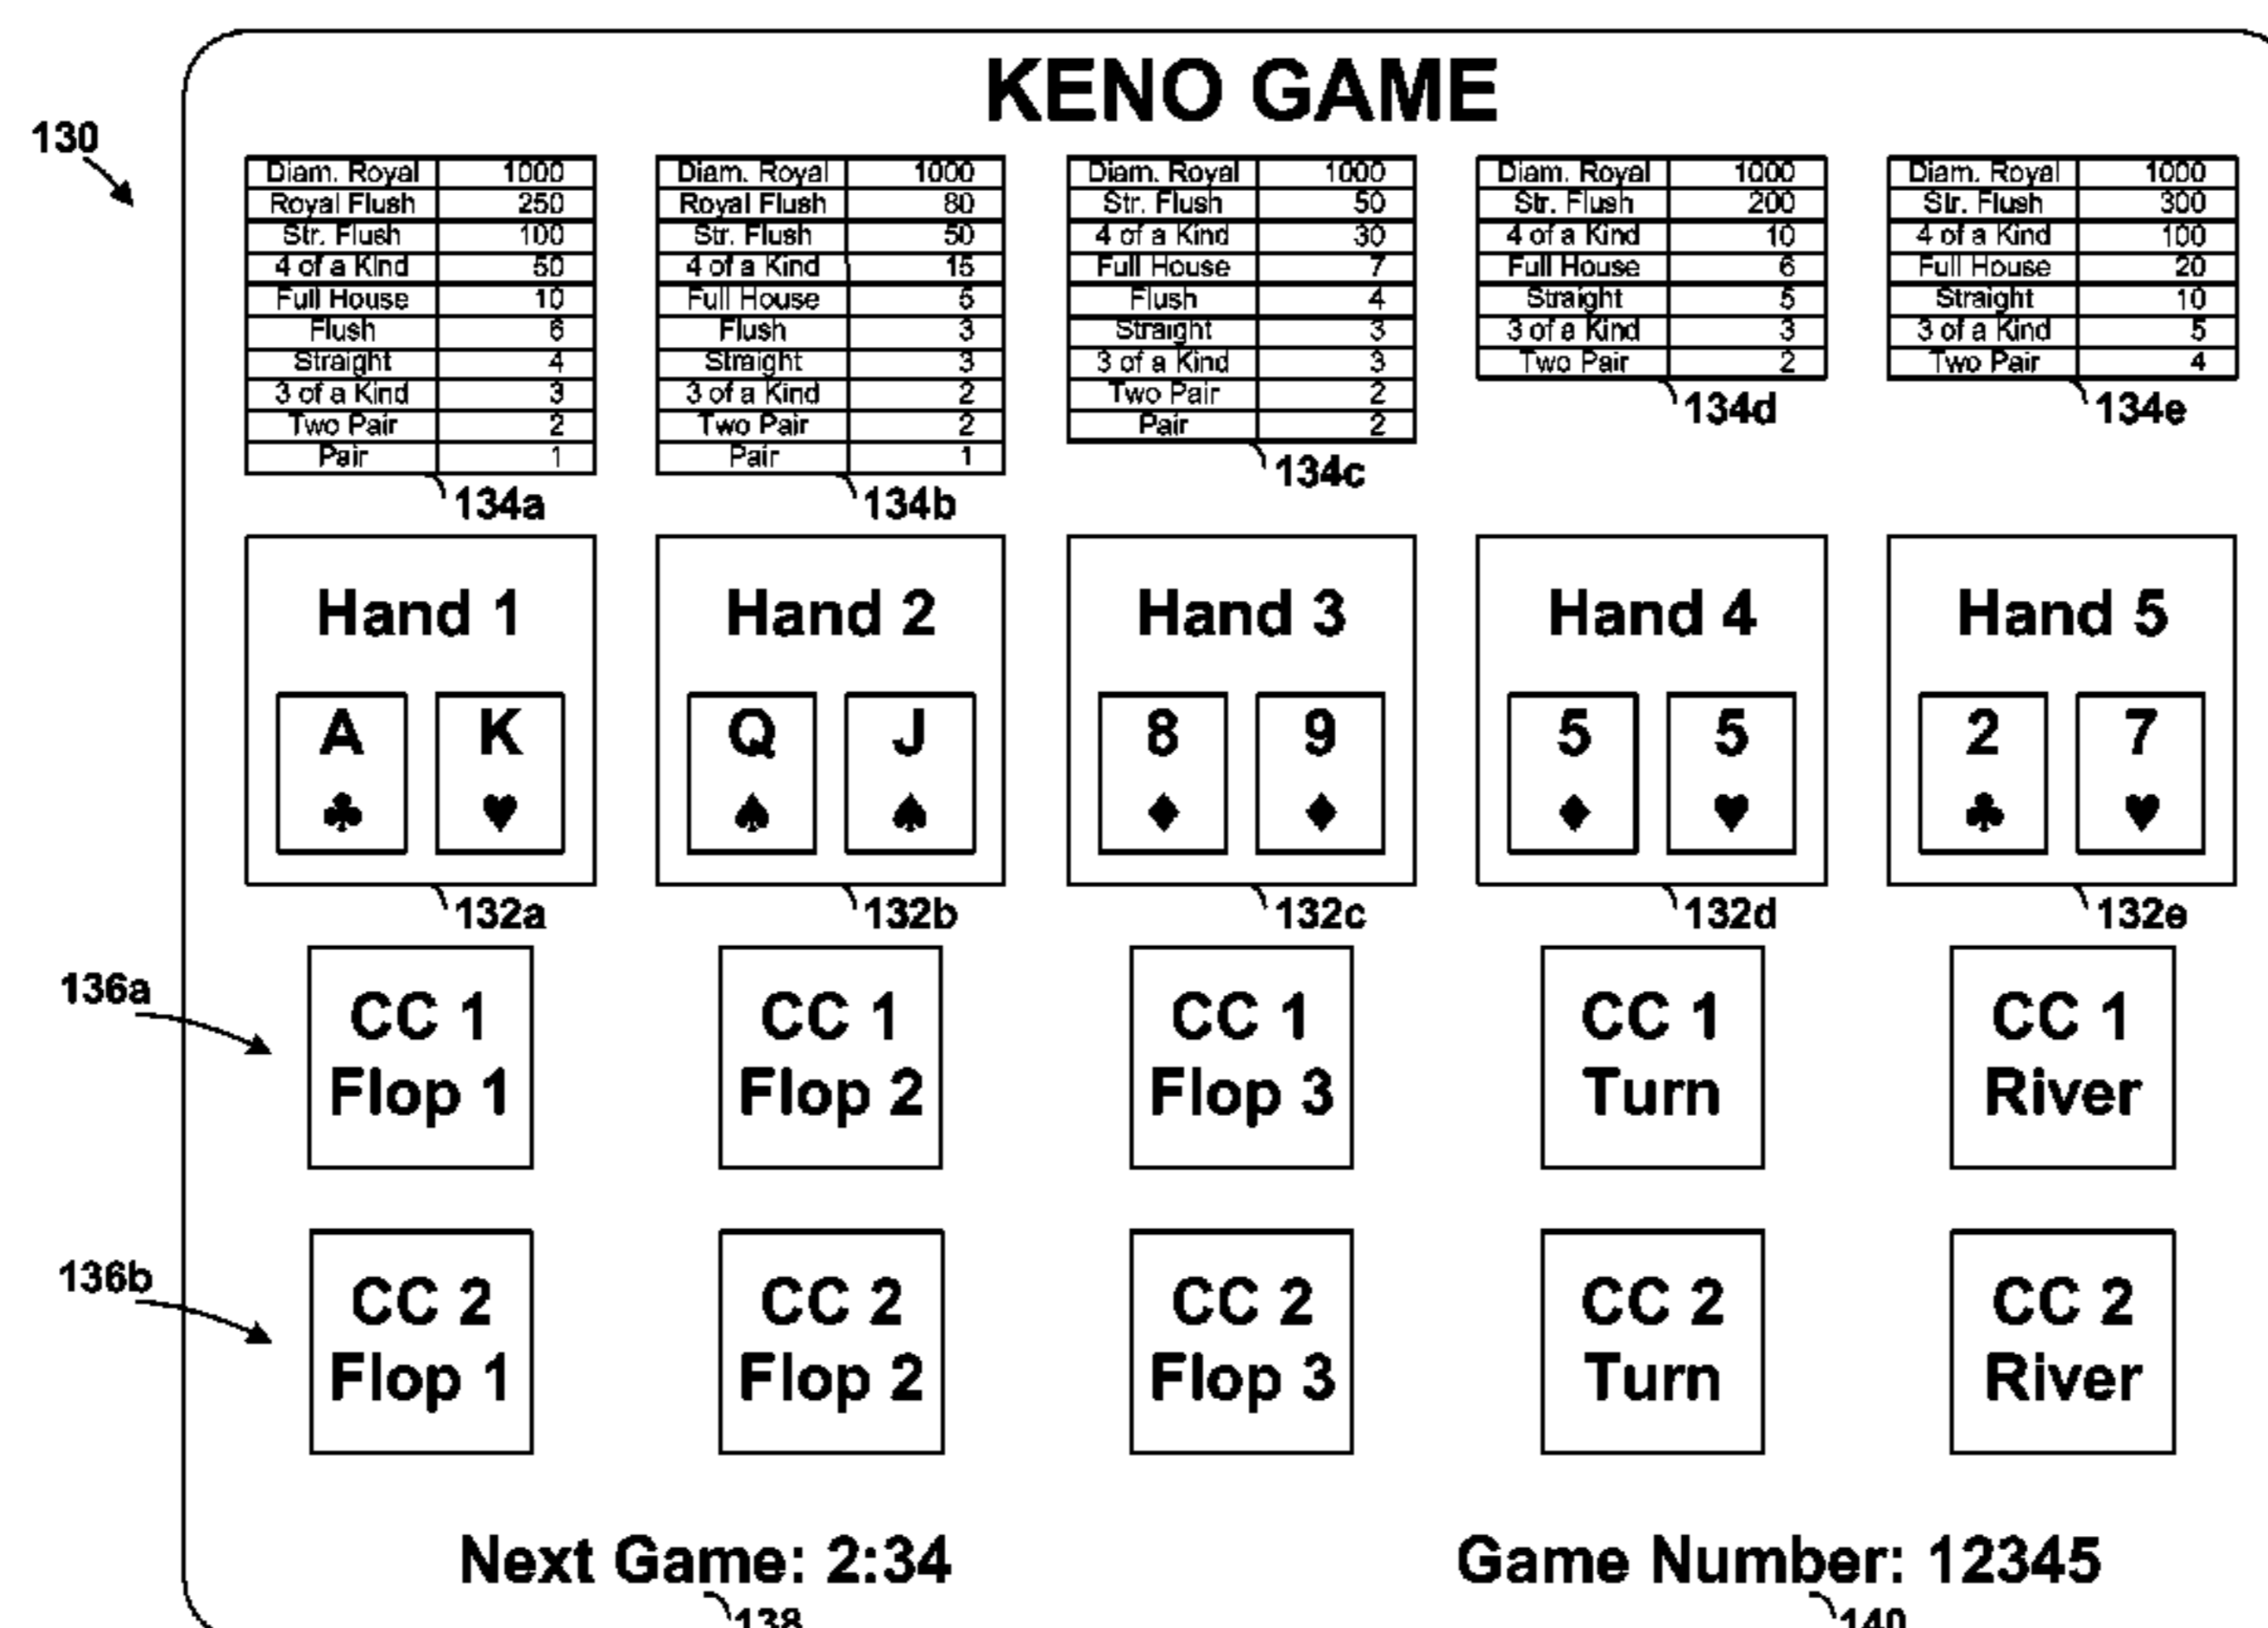 KENO GAME
130
Diam. Royal 1000
Royal Flush 250
Str. Flush 100
4 of a Kind 50
Full House 10
Flush 6
Straight 4
3 of a Kind 3
Two Pair 2
Pair 1
134a
Diam. Royal 1000
Royal Flush 80
Str. Flush 50
4 of a Kind 15
Full House 5
Flush 3
Straight 3
3 of a Kind 2
Two Pair 2
Pair 1
134b
Diam. Royal 1000
Str. Flush 50
4 of a Kind 30
Full House 7
Flush 4
Straight 3
3 of a Kind 3
Two Pair 2
Pair 2
134c
Diam. Royal 1000
Str. Flush 200
4 of a Kind 10
Full House 6
Straight 5
3 of a Kind 3
Two Pair 2
134d
Diam. Royal 1000
Str. Flush 300
4 of a Kind 100
Full House 20
Straight 10
3 of a Kind 5
Two Pair 4
134e
Hand 1
A♣ K♥
132a
Hand 2
Q♠ J♠
132b
Hand 3
8♦ 9♦
132c
Hand 4
5♦ 5♥
132d
Hand 5
2♣ 7♥
132e
136a
CC 1
Flop 1
CC 1
Flop 2
CC 1
Flop 3
CC 1
Turn
CC 1
River
136b
CC 2
Flop 1
CC 2
Flop 2
CC 2
Flop 3
CC 2
Turn
CC 2
River
Next Game: 2:34
138
Game Number: 12345
140